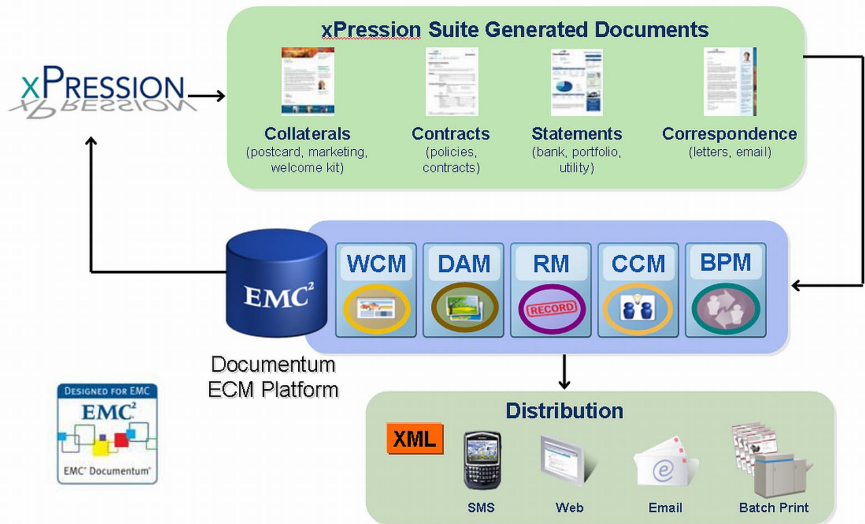 xPression Suite Generated Documents
xPRESSION
Collaterals
(postcard, marketing,
welcome kit)
Contracts
(policies,
contracts)
Statements
(bank, portfolio,
utility)
Correspondence
(letters, email)
EMC²
WCM
DAM
RM
RECORD
CCM
BPM
Documentum
ECM Platform
DESIGNED FOR EMC
EMC²
EMC² Documentum®
Distribution
XML
SMS
Web
Email
Batch Print